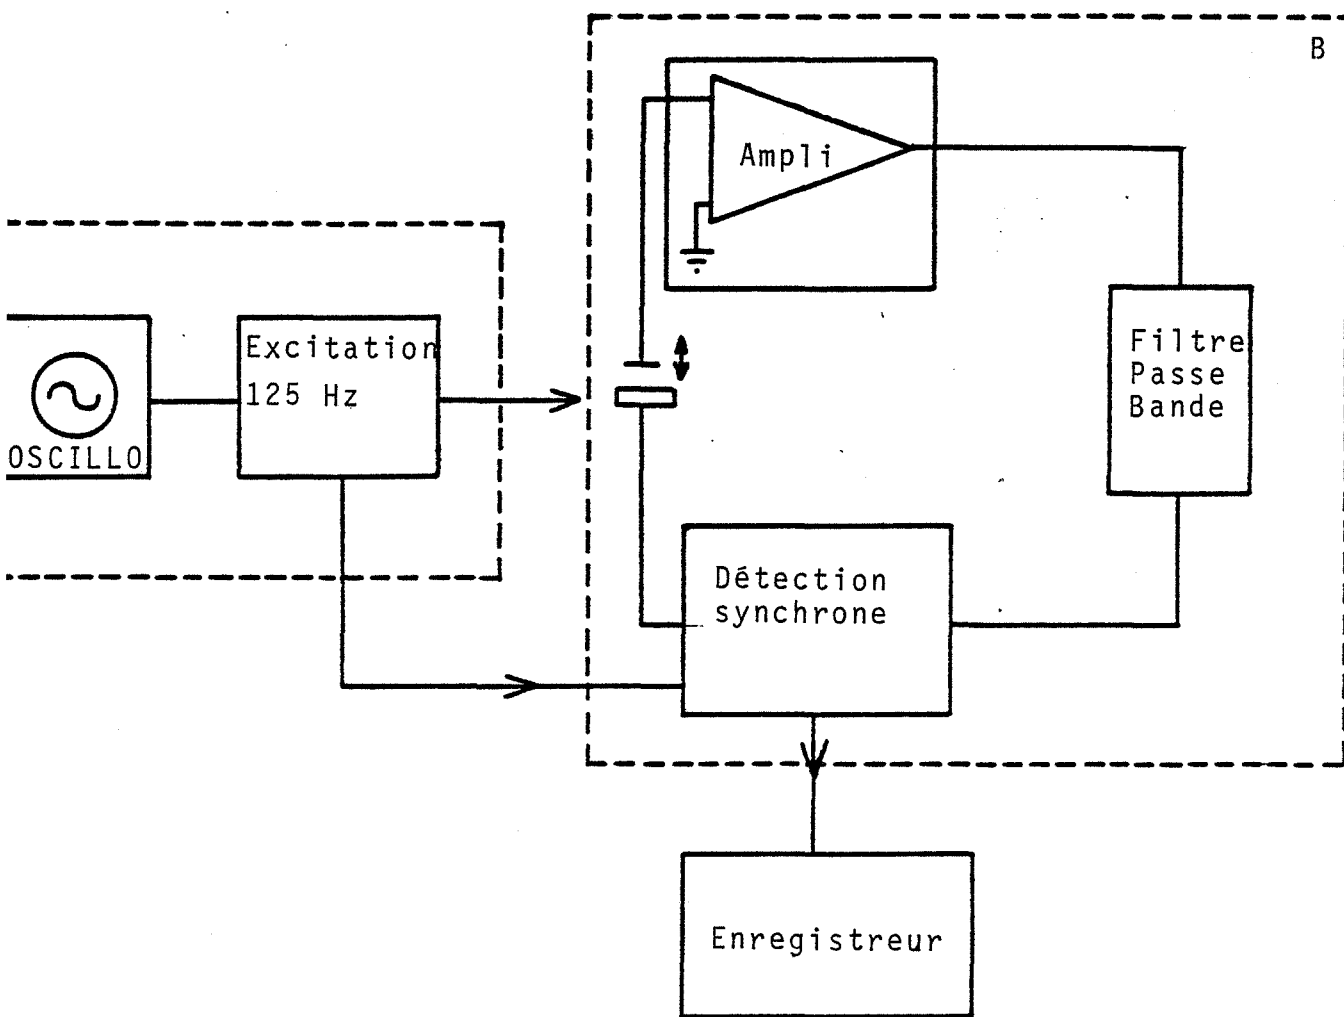 B
Ampli
Excitation
125 Hz
OSCILLO
Filtre
Passe
Bande
Détection
synchrone
Enregistreur